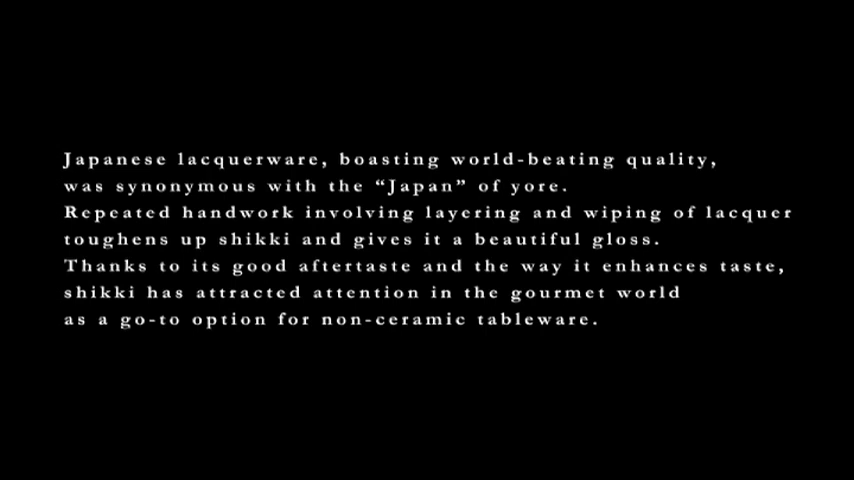 Japanese lacquerware, boasting world-beating quality,
was synonymous with the “Japan” of yore.
Repeated handwork involving layering and wiping of lacquer
toughens up shikki and gives it a beautiful gloss.
Thanks to its good aftertaste and the way it enhances taste,
shikki has attracted attention in the gourmet world
as a go-to option for non-ceramic tableware.